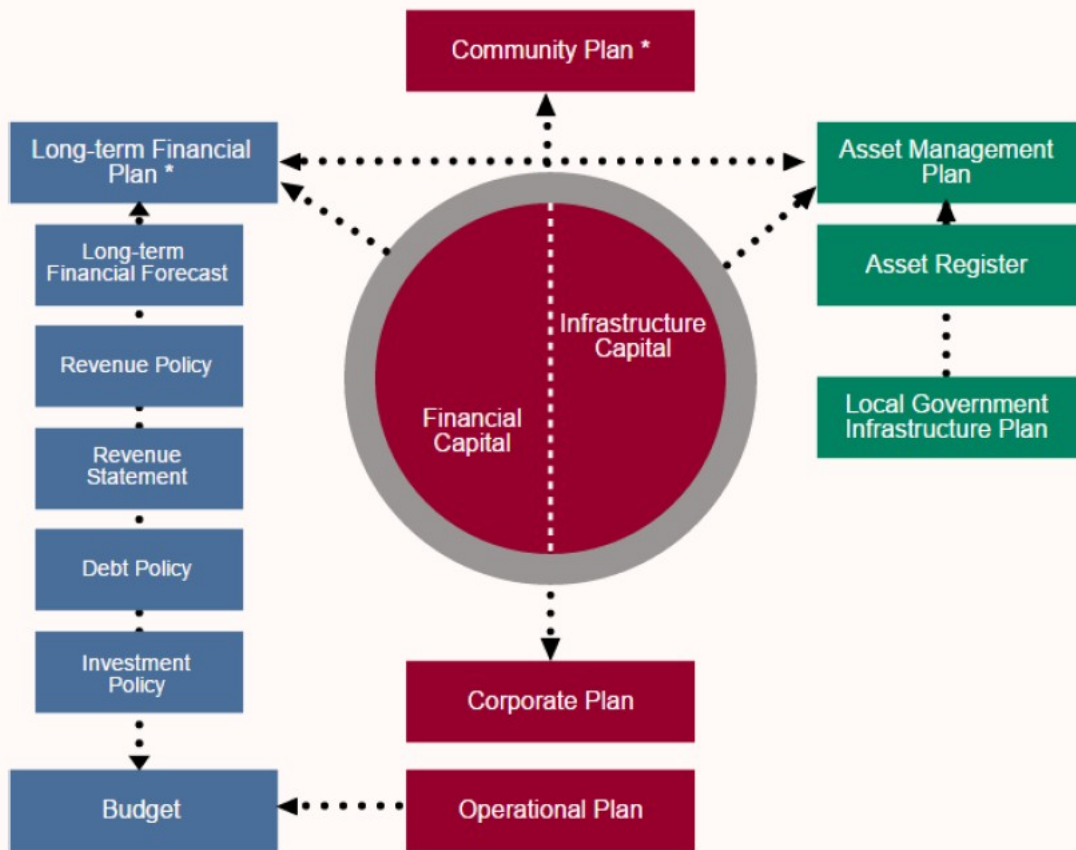 Community Plan *
Long-term Financial
Plan *
Asset Management
Plan
Long-term
Financial Forecast
Asset Register
Infrastructure
Capital
Revenue Policy
Local Government
Infrastructure Plan
Financial
Capital
Revenue
Statement
Debt Policy
Investment
Policy
Corporate Plan
Budget
Operational Plan